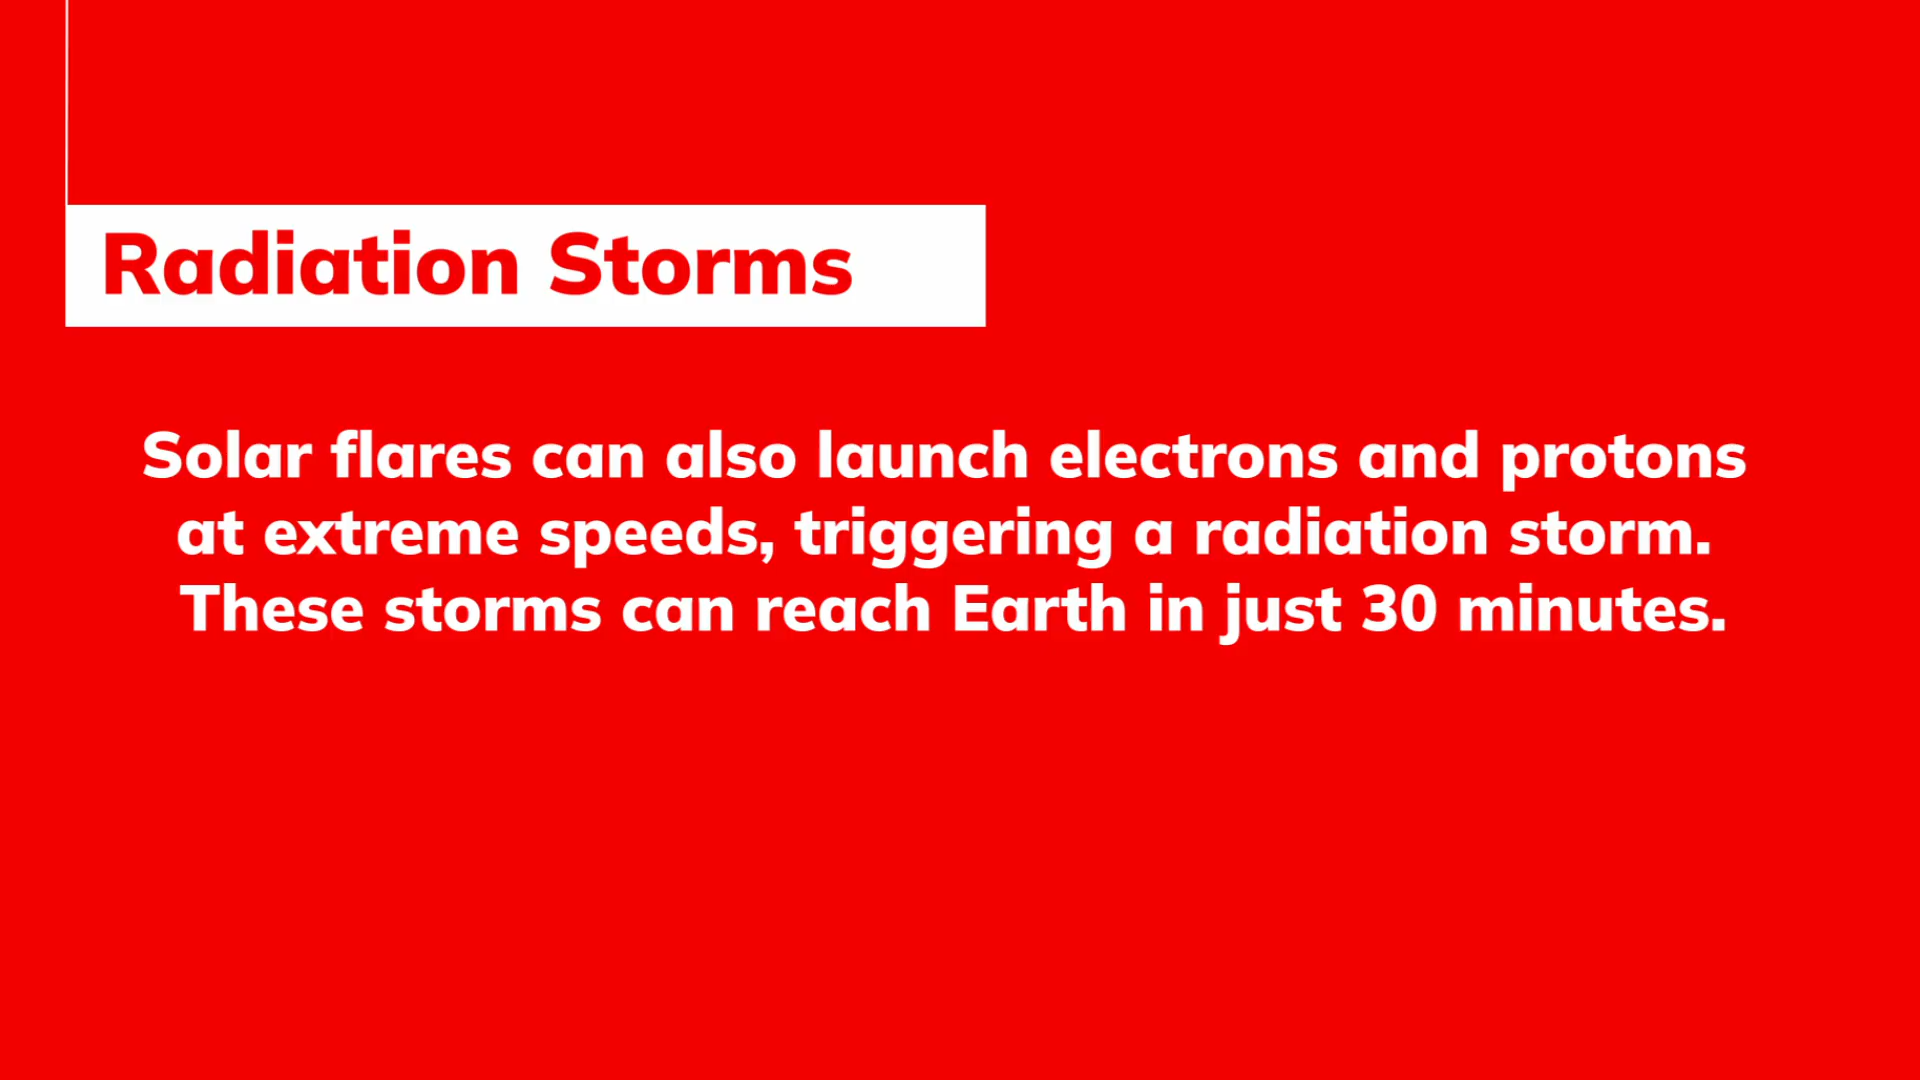 Radiation Storms
Solar flares can also launch electrons and protons
at extreme speeds, triggering a radiation storm.
These storms can reach Earth in just 30 minutes.